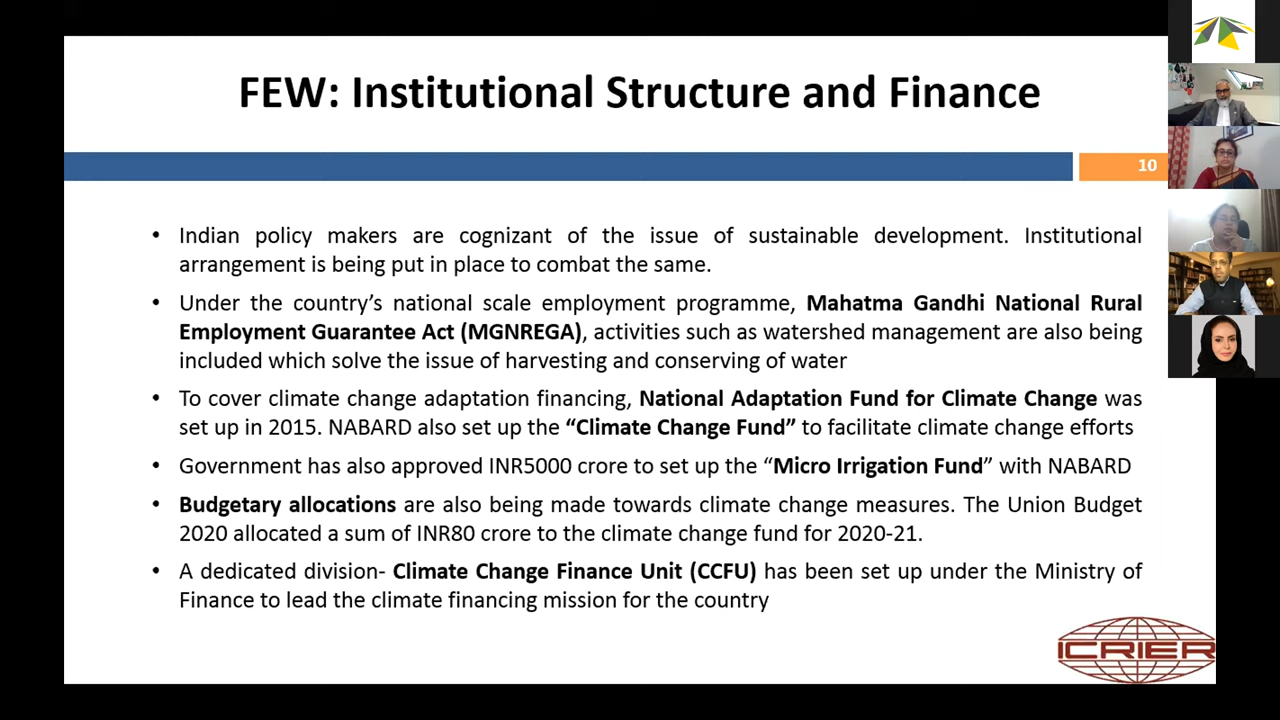 FEW: Institutional Structure and Finance
10
• Indian policy makers are cognizant of the issue of sustainable development. Institutional
arrangement is being put in place to combat the same.
• Under the country’s national scale employment programme, Mahatma Gandhi National Rural
Employment Guarantee Act (MGNREGA), activities such as watershed management are also being
included which solve the issue of harvesting and conserving of water
• To cover climate change adaptation financing, National Adaptation Fund for Climate Change was
set up in 2015. NABARD also set up the “Climate Change Fund” to facilitate climate change efforts
• Government has also approved INR5000 crore to set up the “Micro Irrigation Fund” with NABARD
• Budgetary allocations are also being made towards climate change measures. The Union Budget
2020 allocated a sum of INR80 crore to the climate change fund for 2020-21.
• A dedicated division- Climate Change Finance Unit (CCFU) has been set up under the Ministry of
Finance to lead the climate financing mission for the country
ICRIER